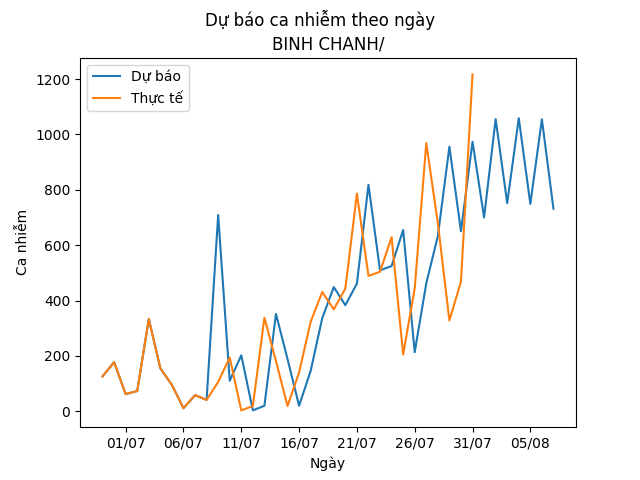 Dự báo ca nhiễm theo ngày
BINH CHANH/
Dự báo
Thực tế
1200
1000
800
600
400
200
0
Ca nhiễm
01/07 06/07 11/07 16/07 21/07 26/07 31/07 05/08
Ngày